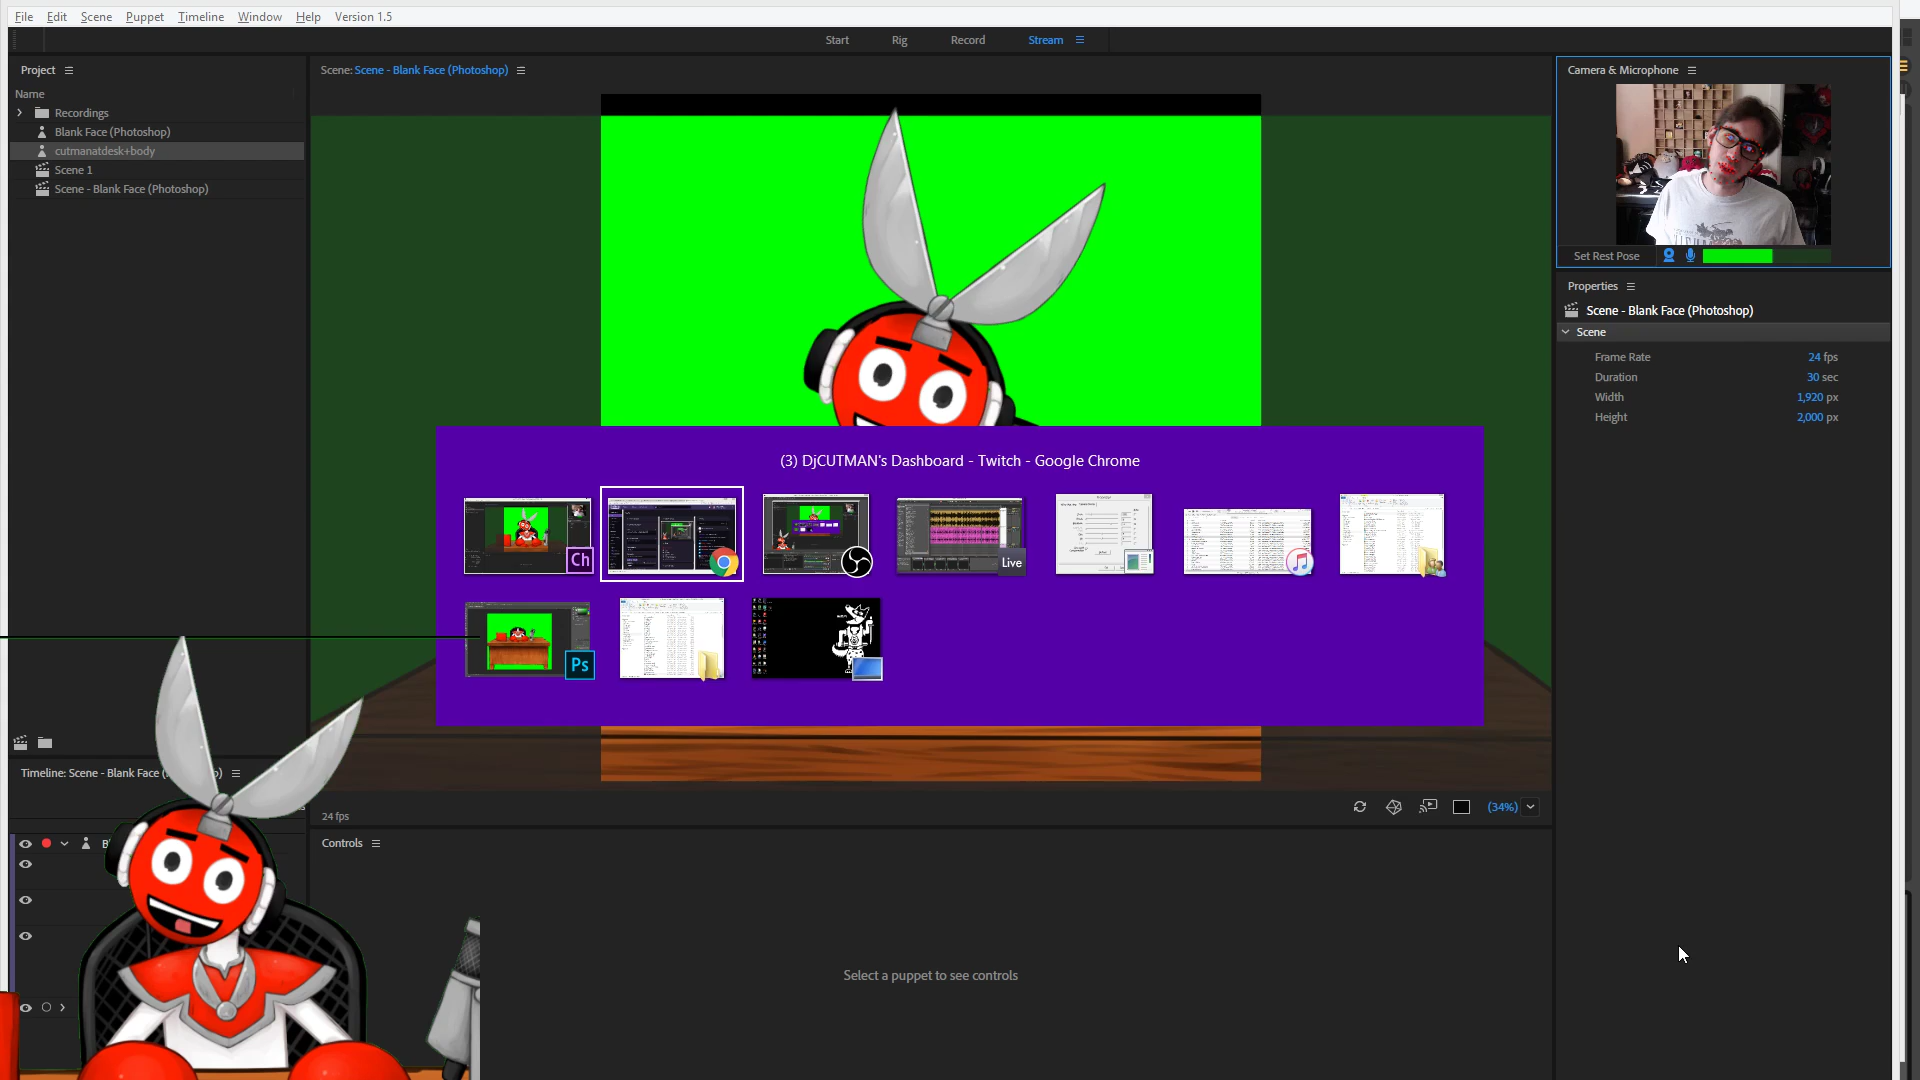 File Edit Scene Puppet Timeline Window Help Version 1.5
Start Rig Record Stream
Project
Scene: Scene - Blank Face (Photoshop)
Camera & Microphone
Name
Recordings
Blank Face (Photoshop)
cutmanatdesk+body
Scene 1
Scene - Blank Face (Photoshop)
Set Rest Pose
Properties
Scene - Blank Face (Photoshop)
Scene
Frame Rate 24 fps
Duration 30 sec
Width 1,920 px
Height 2,000 px
(3) DjCUTMAN's Dashboard - Twitch - Google Chrome
Ch
Live
Ps
Timeline: Scene - Blank Face (
24 fps
(34%)
Controls
Select a puppet to see controls